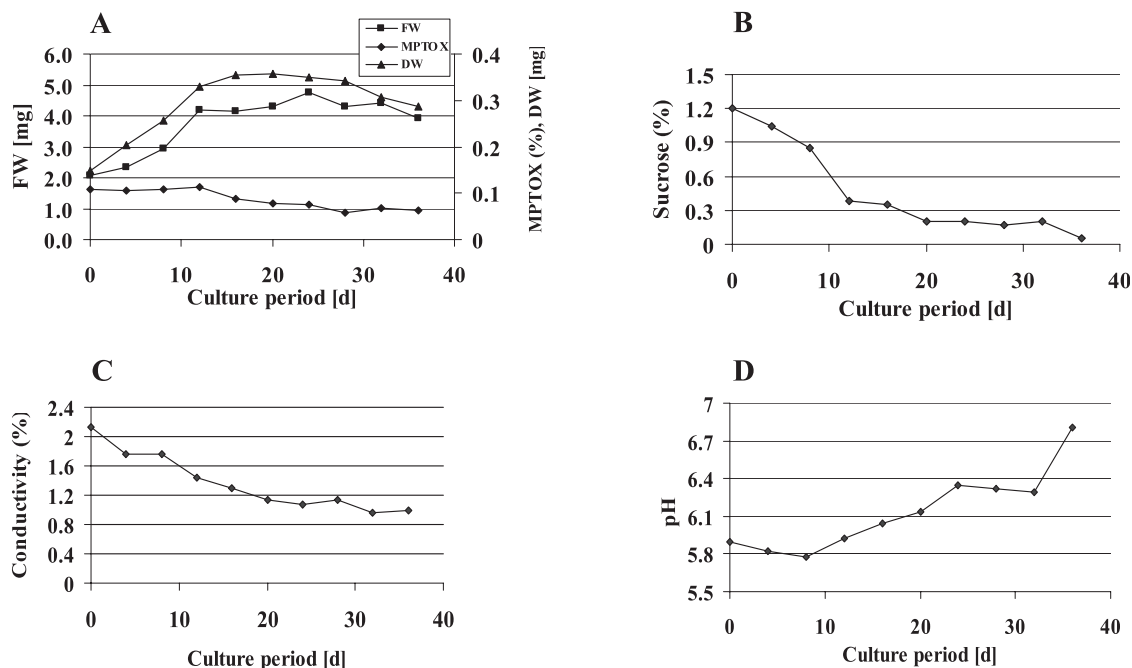 A
FW
MPTOX
DW
FW [mg]
6.0
5.0
4.0
3.0
2.0
1.0
0.0
0.4
0.3
0.2
0.1
0
MPTOX (%), DW [mg]
0 10 20 30 40
Culture period [d]
B
Sucrose (%)
1.5
1.2
0.9
0.6
0.3
0
0 10 20 30 40
Culture period [d]
C
Conductivity (%)
2.4
2
1.6
1.2
0.8
0.4
0
0 10 20 30 40
Culture period [d]
D
pH
7
6.7
6.4
6.1
5.8
5.5
0 10 20 30 40
Culture period [d]